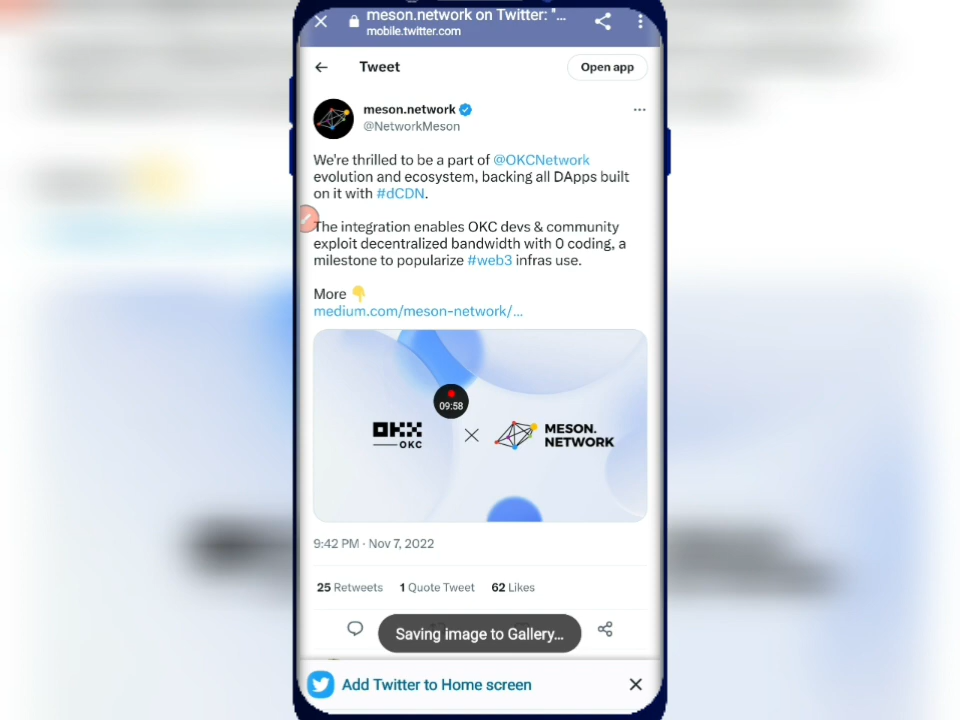 meson.network on Twitter: "...
mobile.twitter.com
Tweet
Open app
meson.network
@NetworkMeson
We're thrilled to be a part of @OKCNetwork
evolution and ecosystem, backing all DApps built
on it with #dCDN.
The integration enables OKC devs & community
exploit decentralized bandwidth with 0 coding, a
milestone to popularize #web3 infras use.
More 👇
medium.com/meson-network/...
09:58
OKX
OKC
MESON.
NETWORK
9:42 PM · Nov 7, 2022
25 Retweets 1 Quote Tweet 62 Likes
Saving image to Gallery...
Add Twitter to Home screen